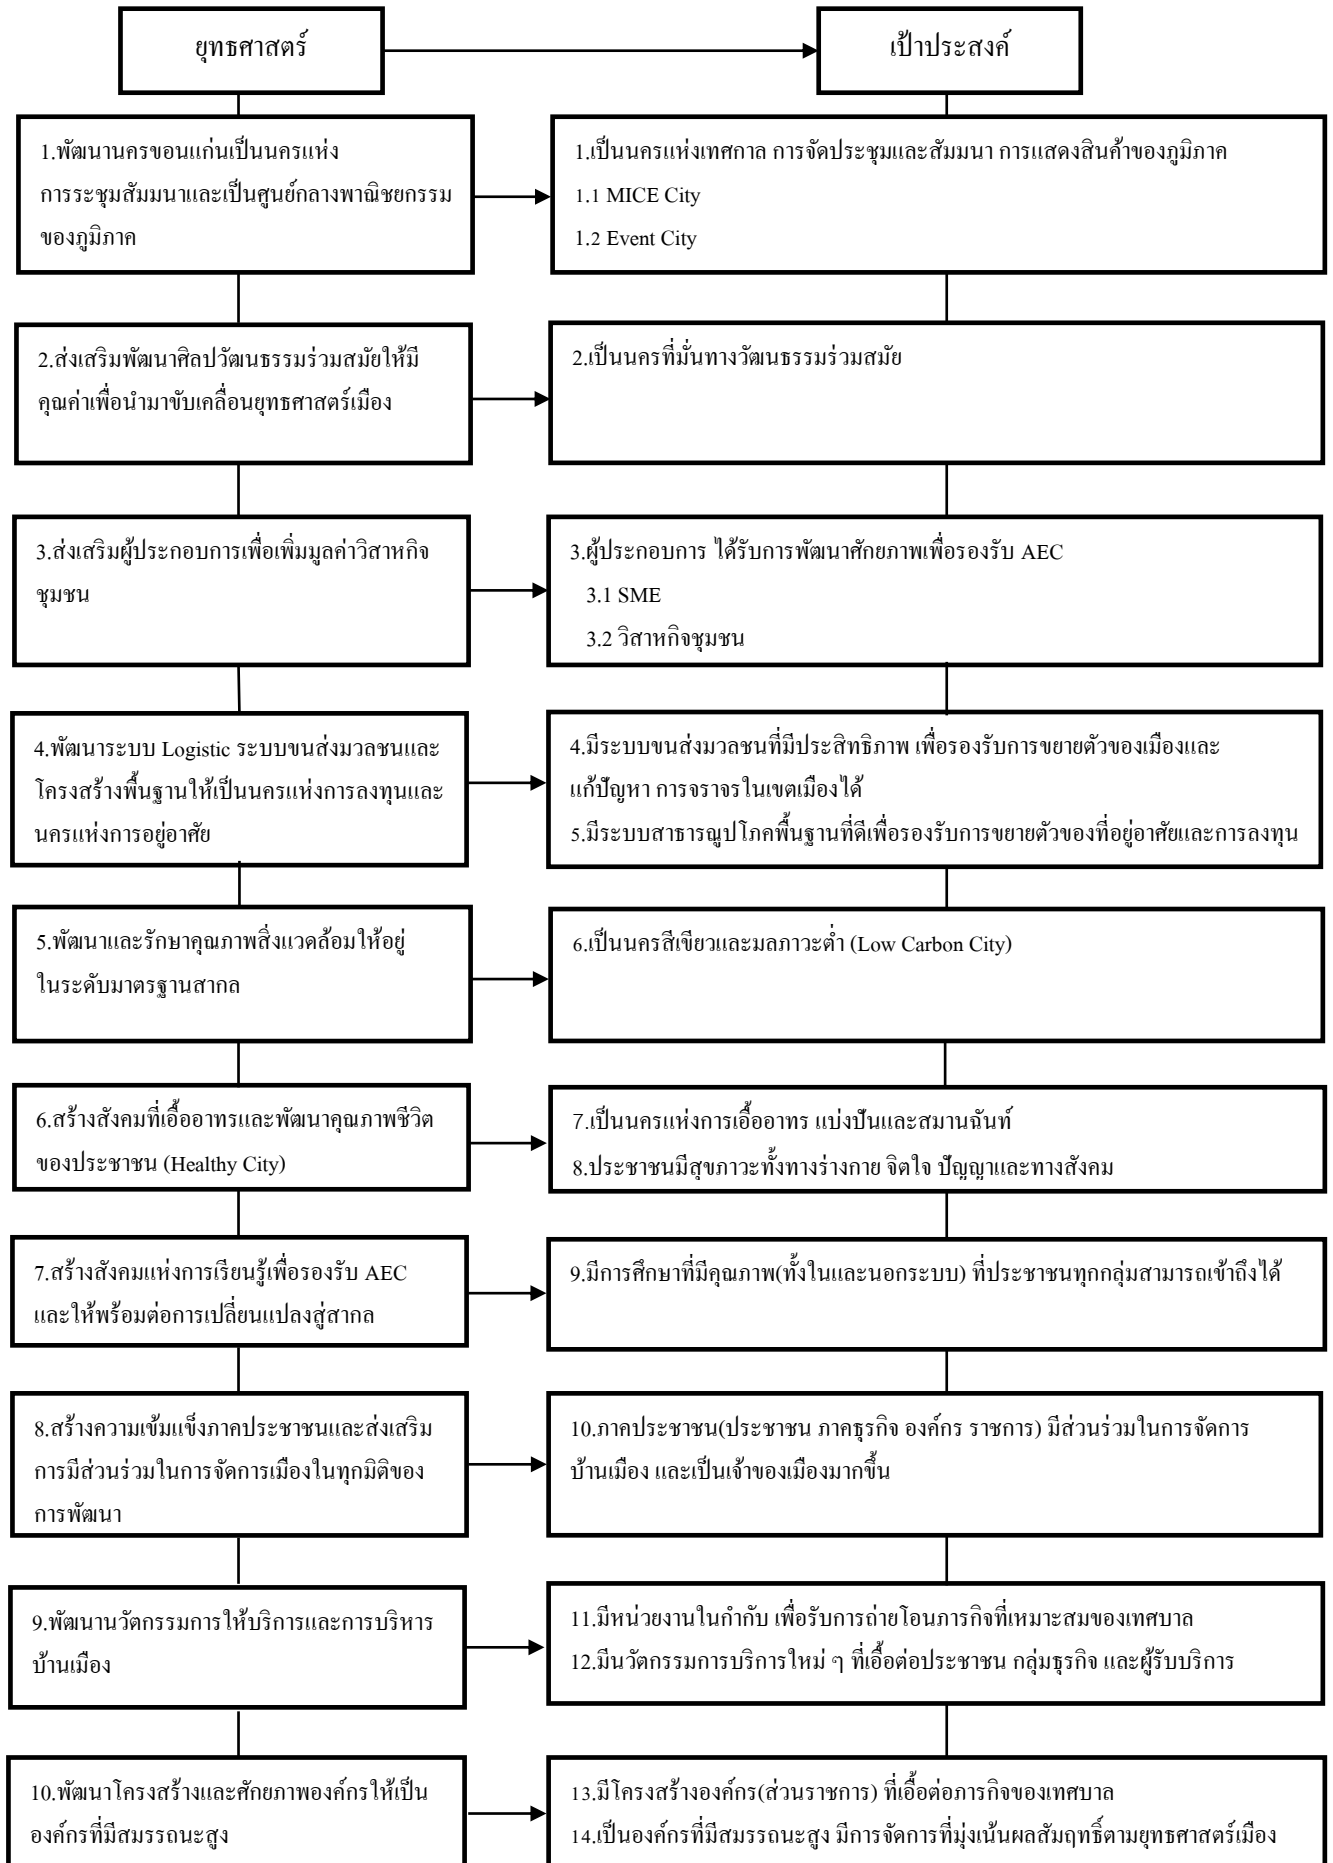 ยุทธศาสตร์
เป้าประสงค์
1.พัฒนานครขอนแก่นเป็นนครแห่ง
การระชุมสัมมนาและเป็นศูนย์กลางพาณิชยกรรม
ของภูมิภาค
1.เป็นนครแห่งเทศกาล การจัดประชุมและสัมมนา การแสดงสินค้าของภูมิภาค
1.1 MICE City
1.2 Event City
2.ส่งเสริมพัฒนาศิลปวัฒนธรรมร่วมสมัยให้มี
คุณค่าเพื่อนำมาขับเคลื่อนยุทธศาสตร์เมือง
2.เป็นนครที่มั่นทางวัฒนธรรมร่วมสมัย
3.ส่งเสริมผู้ประกอบการเพื่อเพิ่มมูลค่าวิสาหกิจ
ชุมชน
3.ผู้ประกอบการ ได้รับการพัฒนาศักยภาพเพื่อรองรับ AEC
3.1 SME
3.2 วิสาหกิจชุมชน
4.พัฒนาระบบ Logistic ระบบขนส่งมวลชนและ
โครงสร้างพื้นฐานให้เป็นนครแห่งการลงทุนและ
นครแห่งการอยู่อาศัย
4.มีระบบขนส่งมวลชนที่มีประสิทธิภาพ เพื่อรองรับการขยายตัวของเมืองและ
แก้ปัญหา การจราจรในเขตเมืองได้
5.มีระบบสาธารณูปโภคพื้นฐานที่ดีเพื่อรองรับการขยายตัวของที่อยู่อาศัยและการลงทุน
5.พัฒนาและรักษาคุณภาพสิ่งแวดล้อมให้อยู่
ในระดับมาตรฐานสากล
6.เป็นนครสีเขียวและมลภาวะต่ำ (Low Carbon City)
6.สร้างสังคมที่เอื้ออาทรและพัฒนาคุณภาพชีวิต
ของประชาชน (Healthy City)
7.เป็นนครแห่งการเอื้ออาทร แบ่งปันและสมานฉันท์
8.ประชาชนมีสุขภาวะทั้งทางร่างกาย จิตใจ ปัญญาและทางสังคม
7.สร้างสังคมแห่งการเรียนรู้เพื่อรองรับ AEC
และให้พร้อมต่อการเปลี่ยนแปลงสู่สากล
9.มีการศึกษาที่มีคุณภาพ(ทั้งในและนอกระบบ) ที่ประชาชนทุกกลุ่มสามารถเข้าถึงได้
8.สร้างความเข้มแข็งภาคประชาชนและส่งเสริม
การมีส่วนร่วมในการจัดการเมืองในทุกมิติของ
การพัฒนา
10.ภาคประชาชน(ประชาชน ภาคธุรกิจ องค์กร ราชการ) มีส่วนร่วมในการจัดการ
บ้านเมือง และเป็นเจ้าของเมืองมากขึ้น
9.พัฒนานวัตกรรมการให้บริการและการบริหาร
บ้านเมือง
11.มีหน่วยงานในกำกับ เพื่อรับการถ่ายโอนภารกิจที่เหมาะสมของเทศบาล
12.มีนวัตกรรมการบริการใหม่ ๆ ที่เอื้อต่อประชาชน กลุ่มธุรกิจ และผู้รับบริการ
10.พัฒนาโครงสร้างและศักยภาพองค์กรให้เป็น
องค์กรที่มีสมรรถนะสูง
13.มีโครงสร้างองค์กร(ส่วนราชการ) ที่เอื้อต่อภารกิจของเทศบาล
14.เป็นองค์กรที่มีสมรรถนะสูง มีการจัดการที่มุ่งเน้นผลสัมฤทธิ์ตามยุทธศาสตร์เมือง